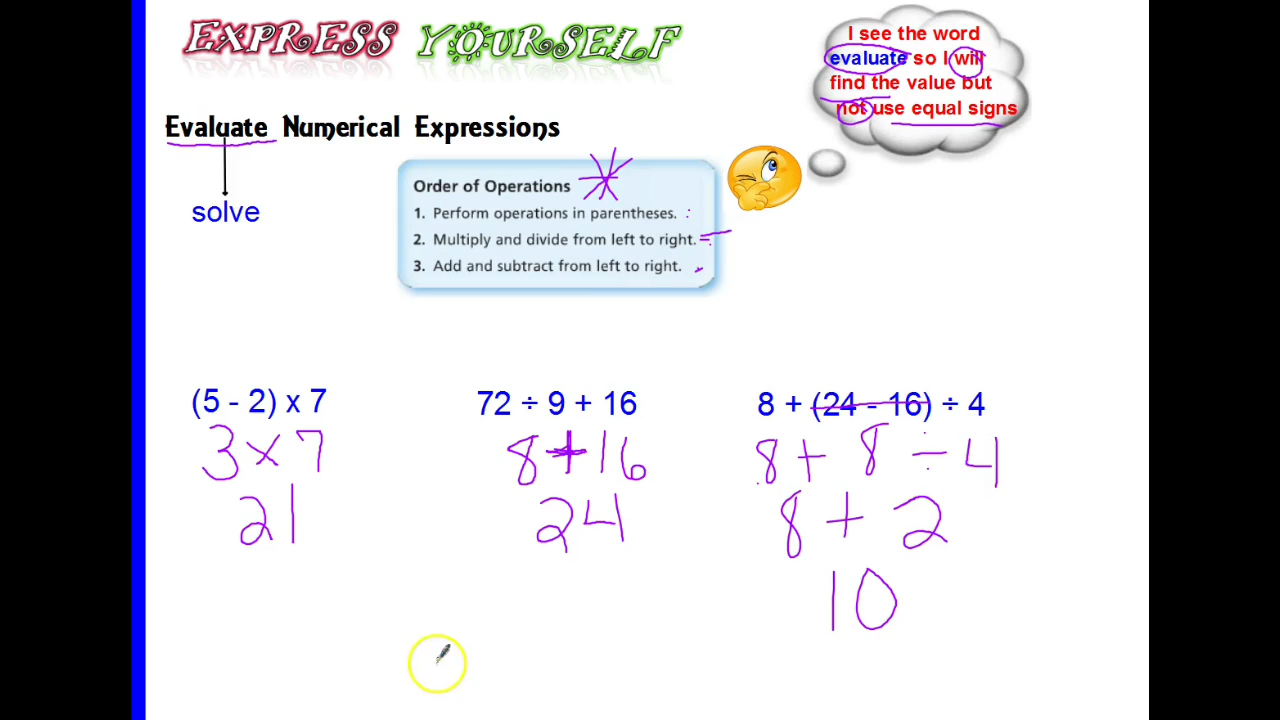 EXPRESS YOURSELF
I see the word
evaluate so I will
find the value but
not use equal signs
Evaluate Numerical Expressions
solve
Order of Operations
1. Perform operations in parentheses.
2. Multiply and divide from left to right.
3. Add and subtract from left to right.
(5 - 2) x 7
3 x 7
21
72 ÷ 9 + 16
8 + 16
24
8 + (24 - 16) ÷ 4
8 + 8 ÷ 4
8 + 2
10